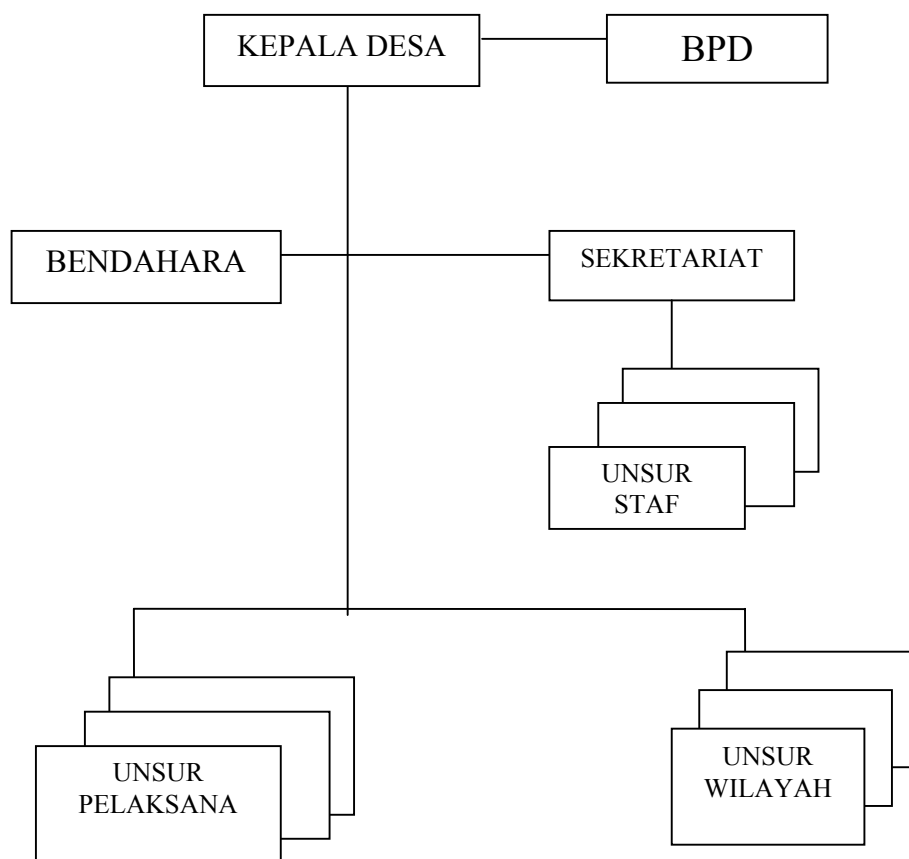 KEPALA DESA
BPD
BENDAHARA
SEKRETARIAT
UNSUR
STAF
UNSUR
PELAKSANA
UNSUR
WILAYAH